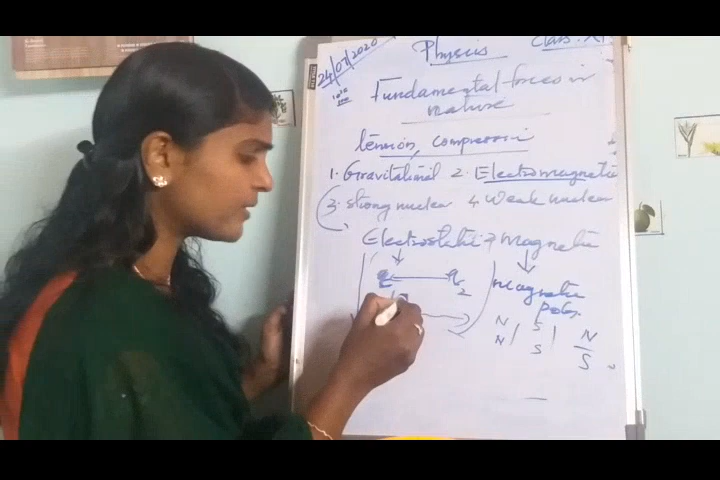 24/07/2020
Physics Class: XI
Fundamental forces in
nature
tension, compression
1. Gravitational 2. Electromagnetic
3. strong nuclear 4 weak nuclear
Electrostatic + magnetic
q2
magnetic
poles
N S N
N S S